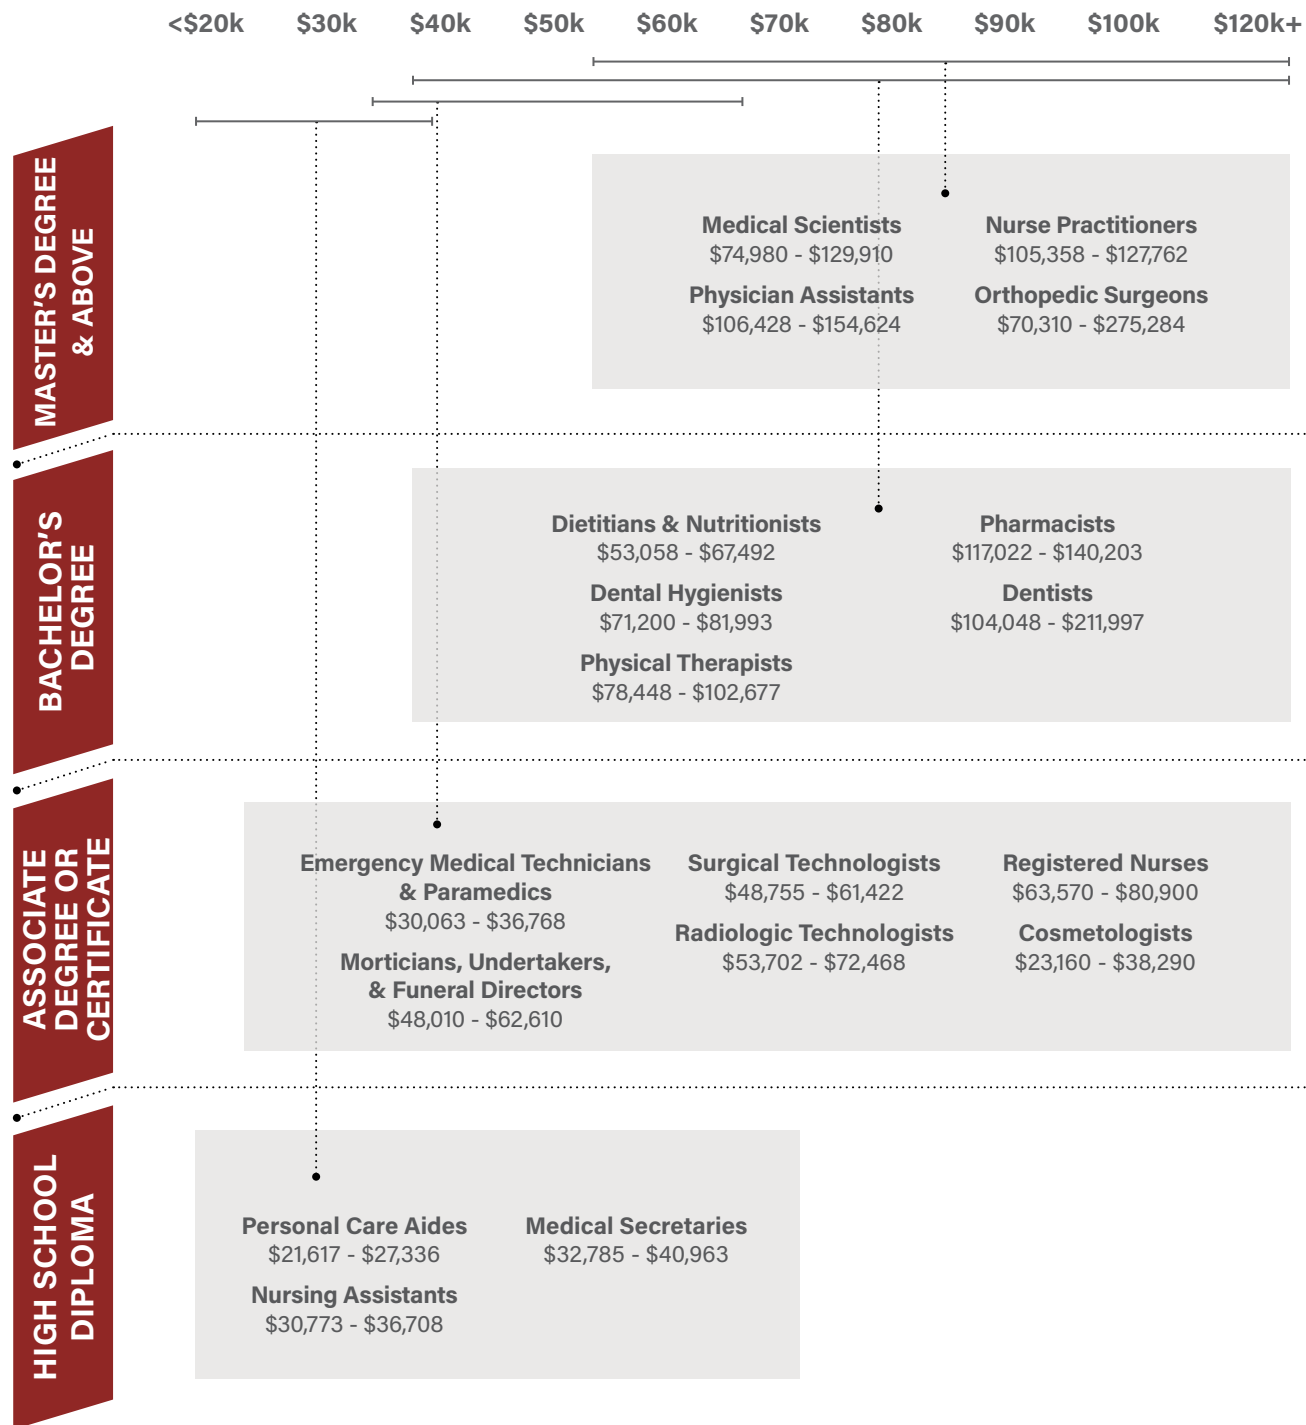 <$20k $30k $40k $50k $60k $70k $80k $90k $100k $120k+
MASTER'S DEGREE
& ABOVE
Medical Scientists
$74,980 - $129,910
Physician Assistants
$106,428 - $154,624
Nurse Practitioners
$105,358 - $127,762
Orthopedic Surgeons
$70,310 - $275,284
BACHELOR'S
DEGREE
Dietitians & Nutritionists
$53,058 - $67,492
Dental Hygienists
$71,200 - $81,993
Physical Therapists
$78,448 - $102,677
Pharmacists
$117,022 - $140,203
Dentists
$104,048 - $211,997
ASSOCIATE
DEGREE OR
CERTIFICATE
Emergency Medical Technicians
& Paramedics
$30,063 - $36,768
Morticians, Undertakers,
& Funeral Directors
$48,010 - $62,610
Surgical Technologists
$48,755 - $61,422
Radiologic Technologists
$53,702 - $72,468
Registered Nurses
$63,570 - $80,900
Cosmetologists
$23,160 - $38,290
HIGH SCHOOL
DIPLOMA
Personal Care Aides
$21,617 - $27,336
Nursing Assistants
$30,773 - $36,708
Medical Secretaries
$32,785 - $40,963